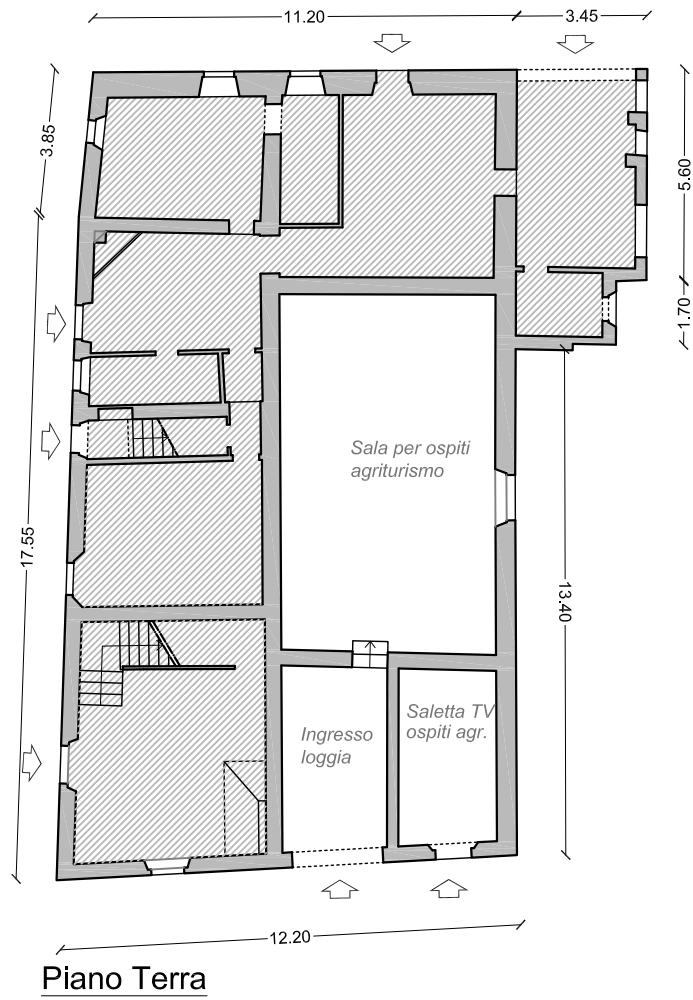 11.20
3.45
3.85
5.60
1.70
Sala per ospiti
agriturismo
17.55
13.40
Saletta TV
ospiti agr.
Ingresso
loggia
12.20
Piano Terra